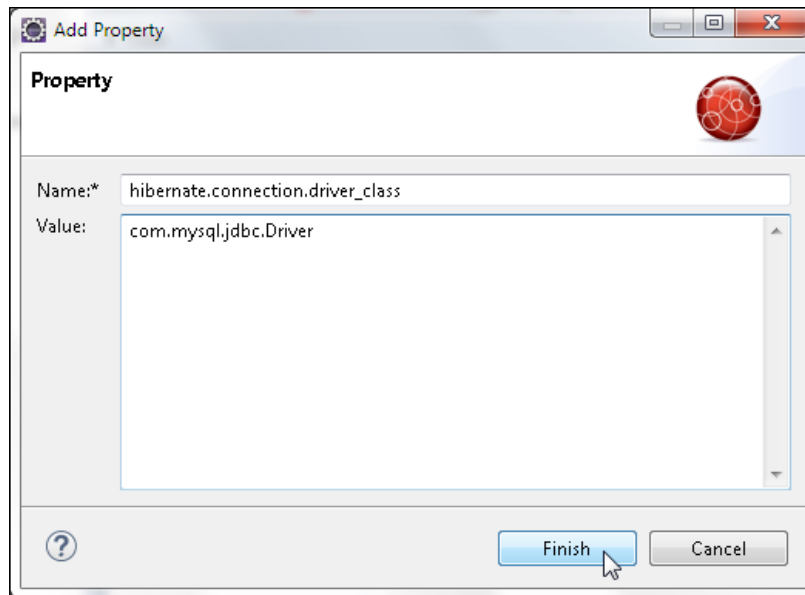 Add Property
Property
Name:* hibernate.connection.driver_class
Value: com.mysql.jdbc.Driver
? Finish Cancel